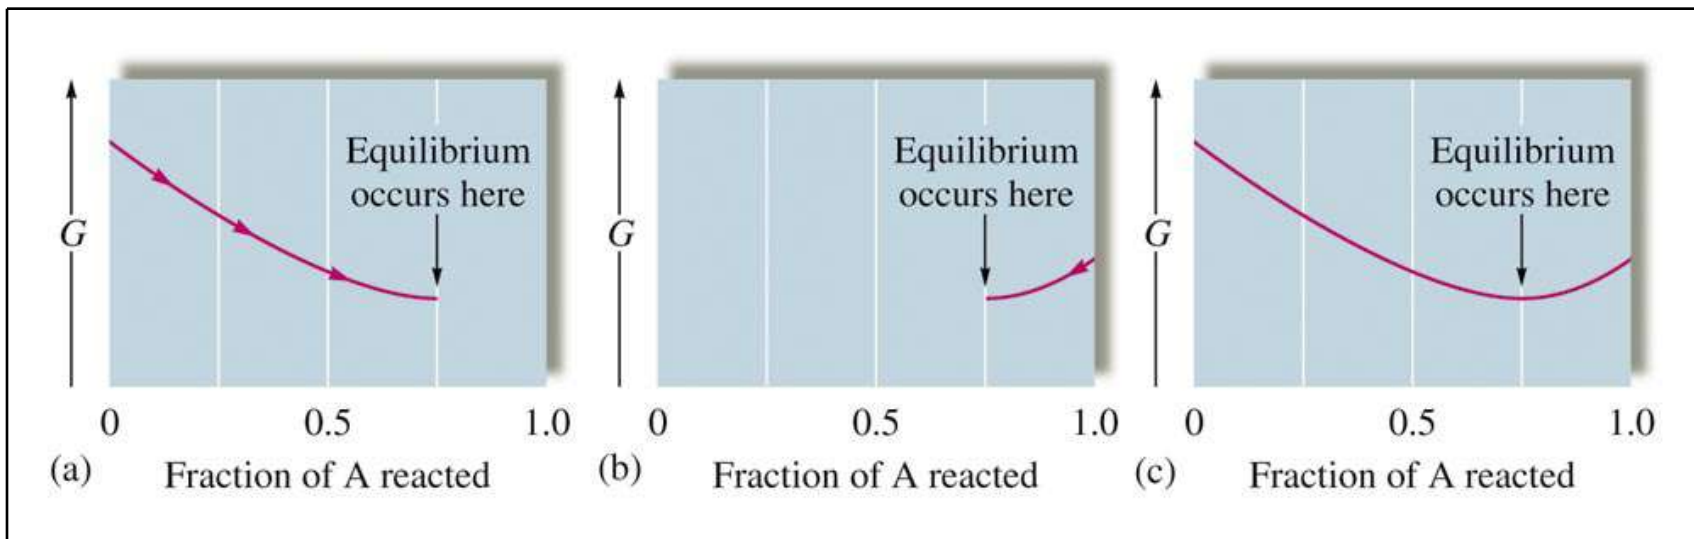 G
Equilibrium
occurs here
0 0.5 1.0
(a) Fraction of A reacted
G
Equilibrium
occurs here
0 0.5 1.0
(b) Fraction of A reacted
G
Equilibrium
occurs here
0 0.5 1.0
(c) Fraction of A reacted